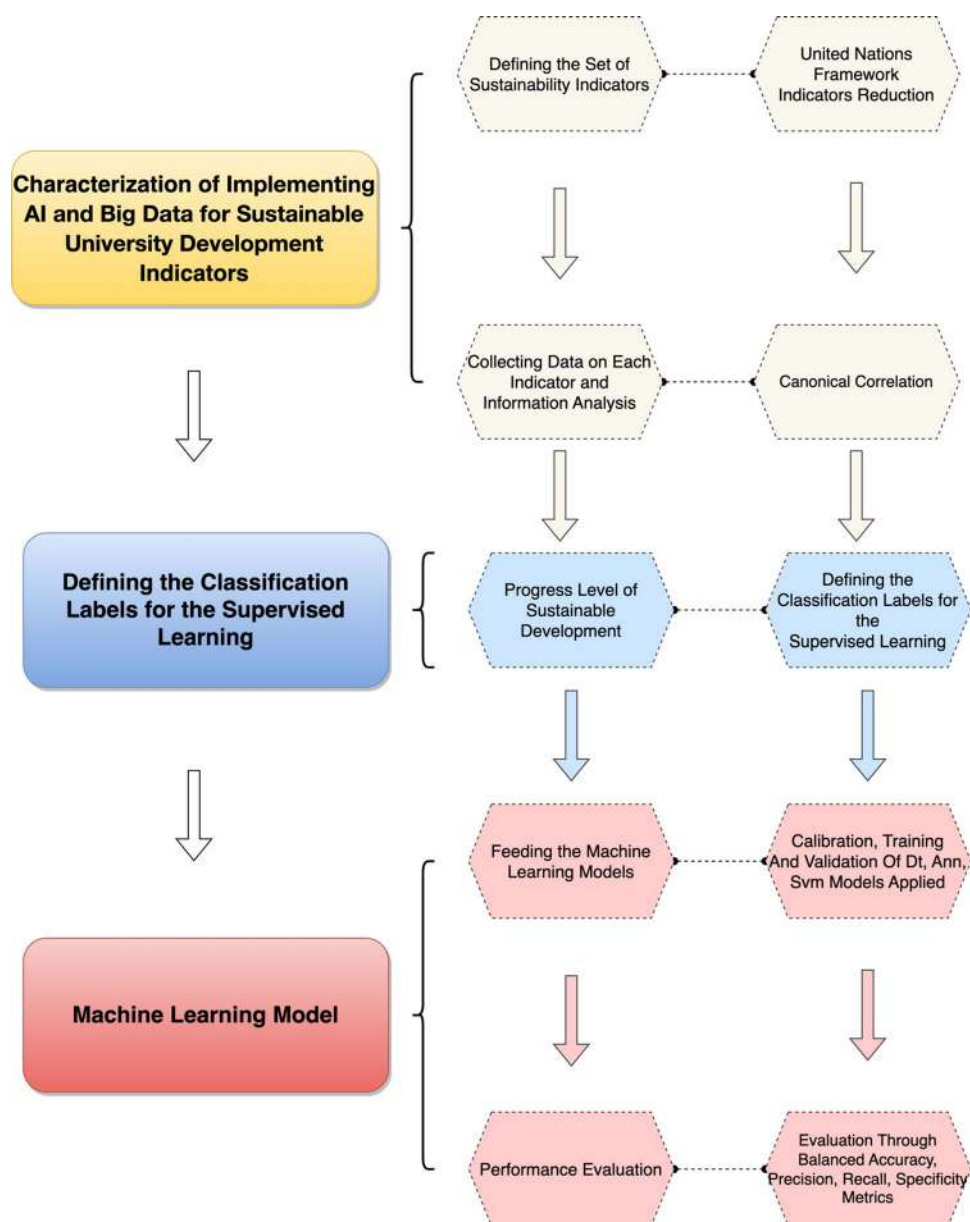 Defining the Set of
Sustainability Indicators
United Nations
Framework
Indicators Reduction
Characterization of Implementing
AI and Big Data for Sustainable
University Development
Indicators
Collecting Data on Each
Indicator and
Information Analysis
Canonical Correlation
Defining the Classification
Labels for the Supervised
Learning
Progress Level of
Sustainable
Development
Defining the
Classification Labels for
the
Supervised Learning
Feeding the Machine
Learning Models
Calibration, Training
And Validation Of Dt, Ann,
Svm Models Applied
Machine Learning Model
Performance Evaluation
Evaluation Through
Balanced Accuracy,
Precision, Recall, Specificity
Metrics